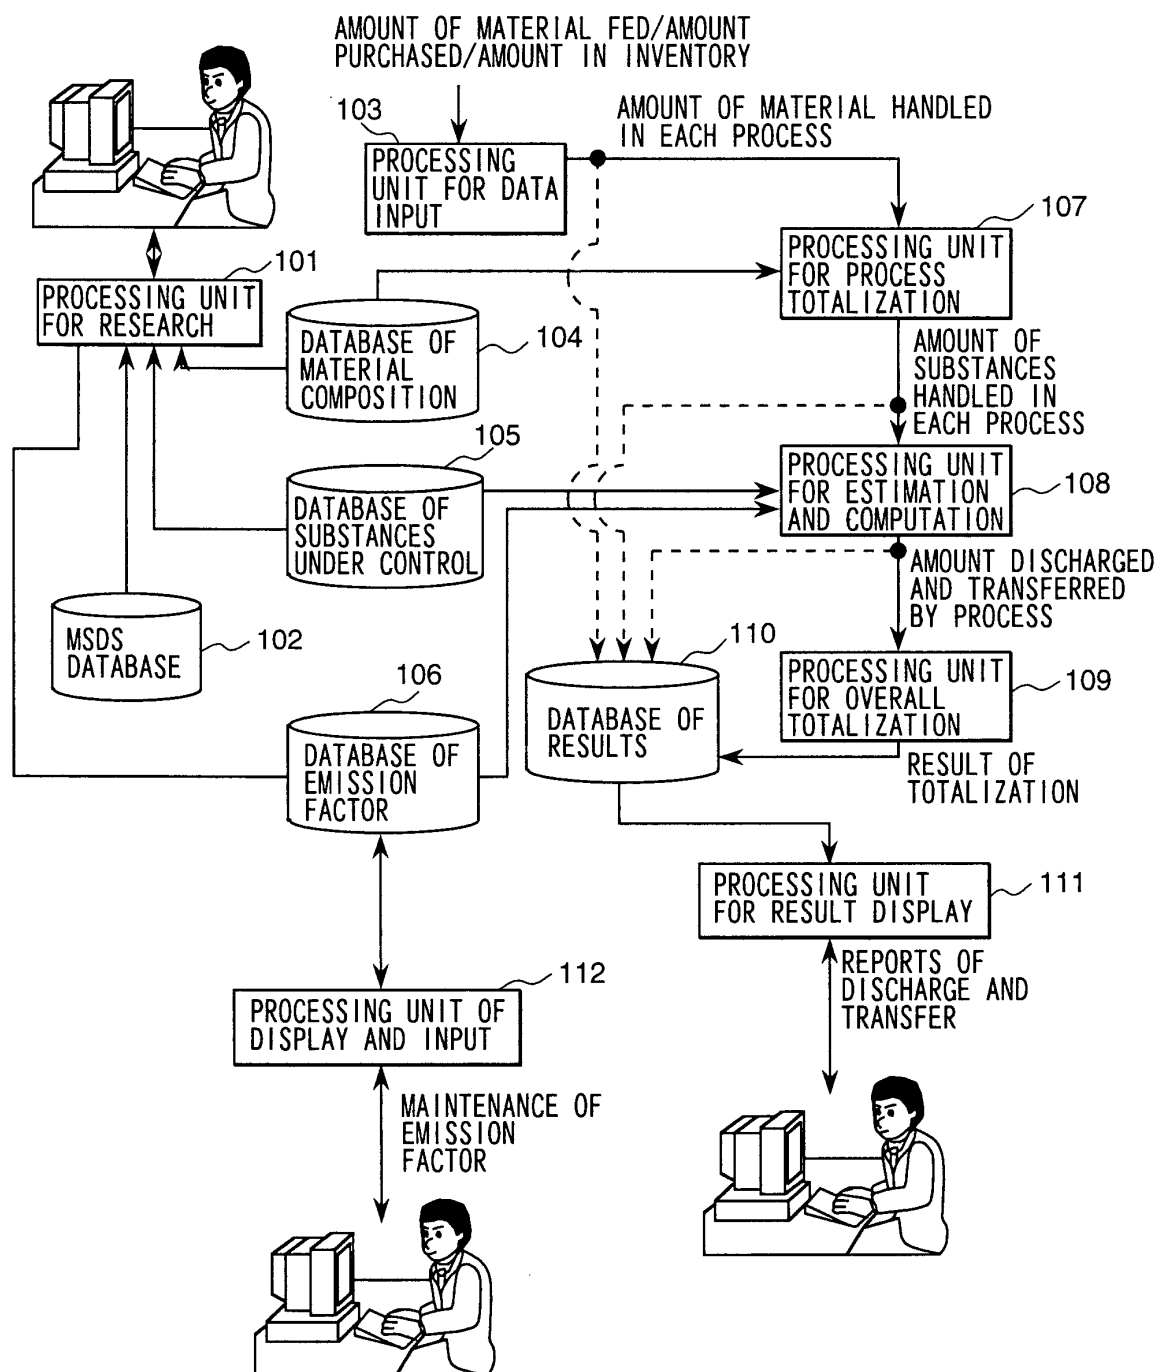 AMOUNT OF MATERIAL FED/AMOUNT
PURCHASED/AMOUNT IN INVENTORY
103
PROCESSING
UNIT FOR DATA
INPUT
AMOUNT OF MATERIAL HANDLED
IN EACH PROCESS
107
PROCESSING UNIT
FOR PROCESS
TOTALIZATION
101
PROCESSING UNIT
FOR RESEARCH
DATABASE OF
MATERIAL
COMPOSITION
104
AMOUNT OF
SUBSTANCES
HANDLED IN
EACH PROCESS
105
DATABASE OF
SUBSTANCES
UNDER CONTROL
PROCESSING UNIT
FOR ESTIMATION
AND COMPUTATION
108
AMOUNT DISCHARGED
AND TRANSFERRED
BY PROCESS
MSDS
DATABASE
102
110
DATABASE OF
RESULTS
PROCESSING UNIT
FOR OVERALL
TOTALIZATION
109
RESULT OF
TOTALIZATION
106
DATABASE OF
EMISSION
FACTOR
PROCESSING UNIT
FOR RESULT DISPLAY
111
REPORTS OF
DISCHARGE AND
TRANSFER
112
PROCESSING UNIT OF
DISPLAY AND INPUT
MAINTENANCE OF
EMISSION
FACTOR